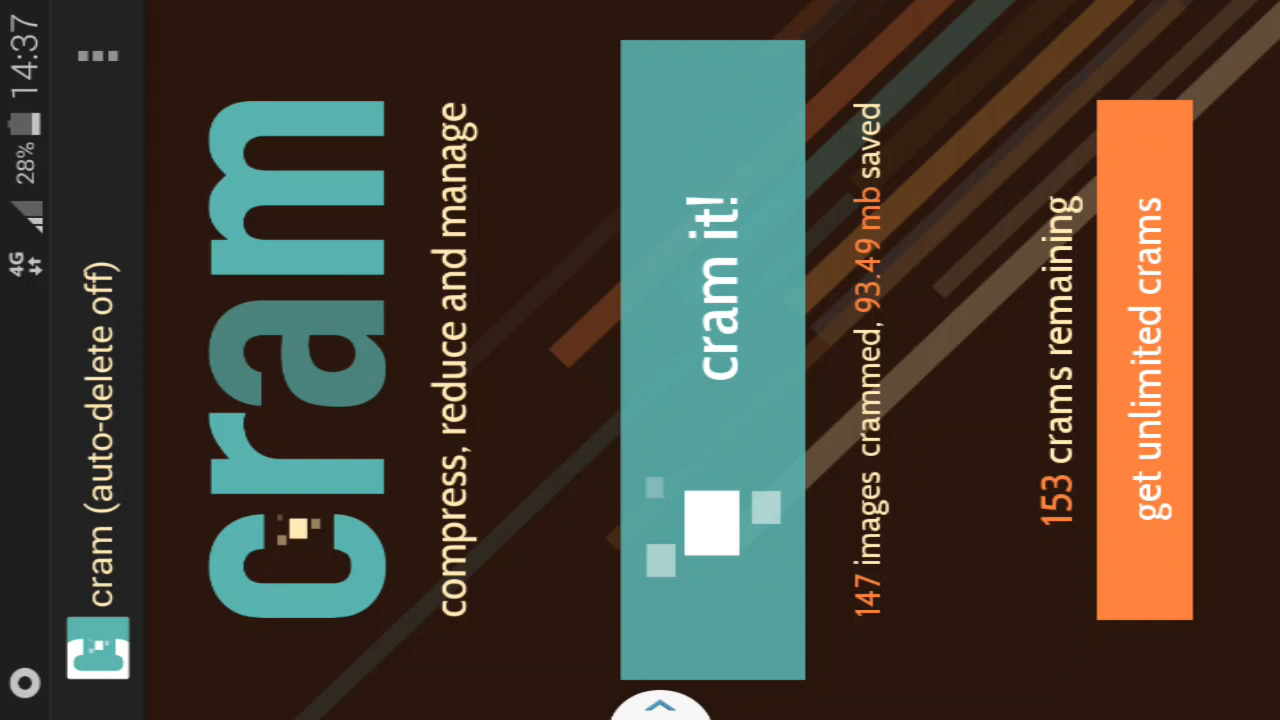 4G 28% 14:37
cram (auto-delete off)
cram
compress, reduce and manage
cram it!
147 images crammed, 93.49 mb saved
153 crams remaining
get unlimited crams